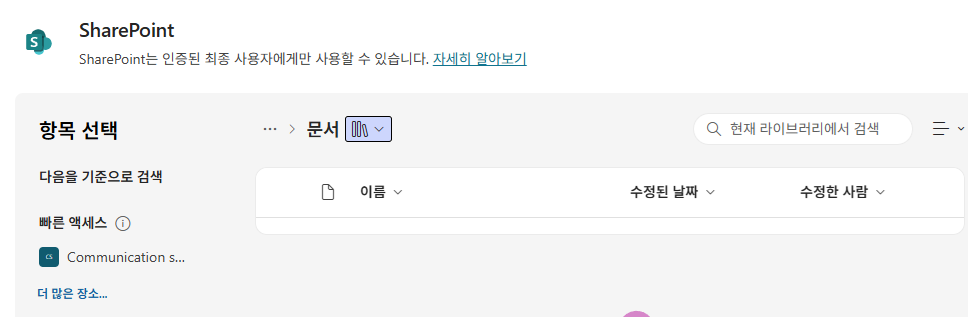 SharePoint
SharePoint는 인증된 최종 사용자에게만 사용할 수 있습니다. 자세히 알아보기
항목 선택
... > 문서
현재 라이브러리에서 검색
다음을 기준으로 검색
이름
수정된 날짜
수정한 사람
빠른 액세스
CS Communication s...
더 많은 장소...